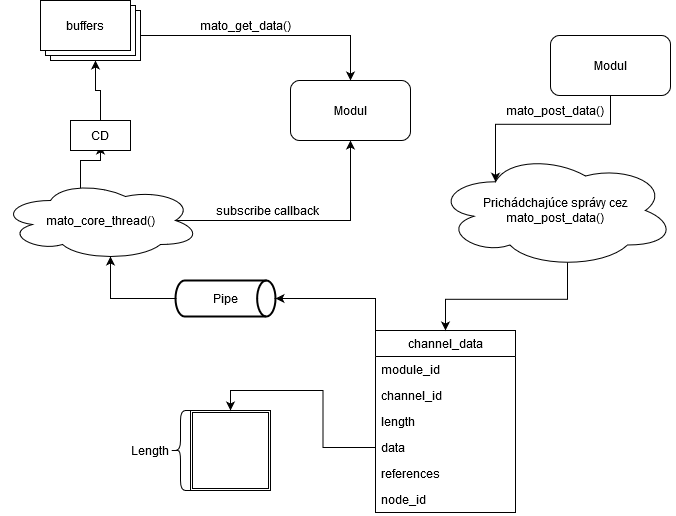 buffers
mato_get_data()
Modul
Modul
mato_post_data()
CD
mato_core_thread()
subscribe callback
Prichádchajúce správy cez
mato_post_data()
Pipe
channel_data
module_id
channel_id
length
data
references
node_id
Length